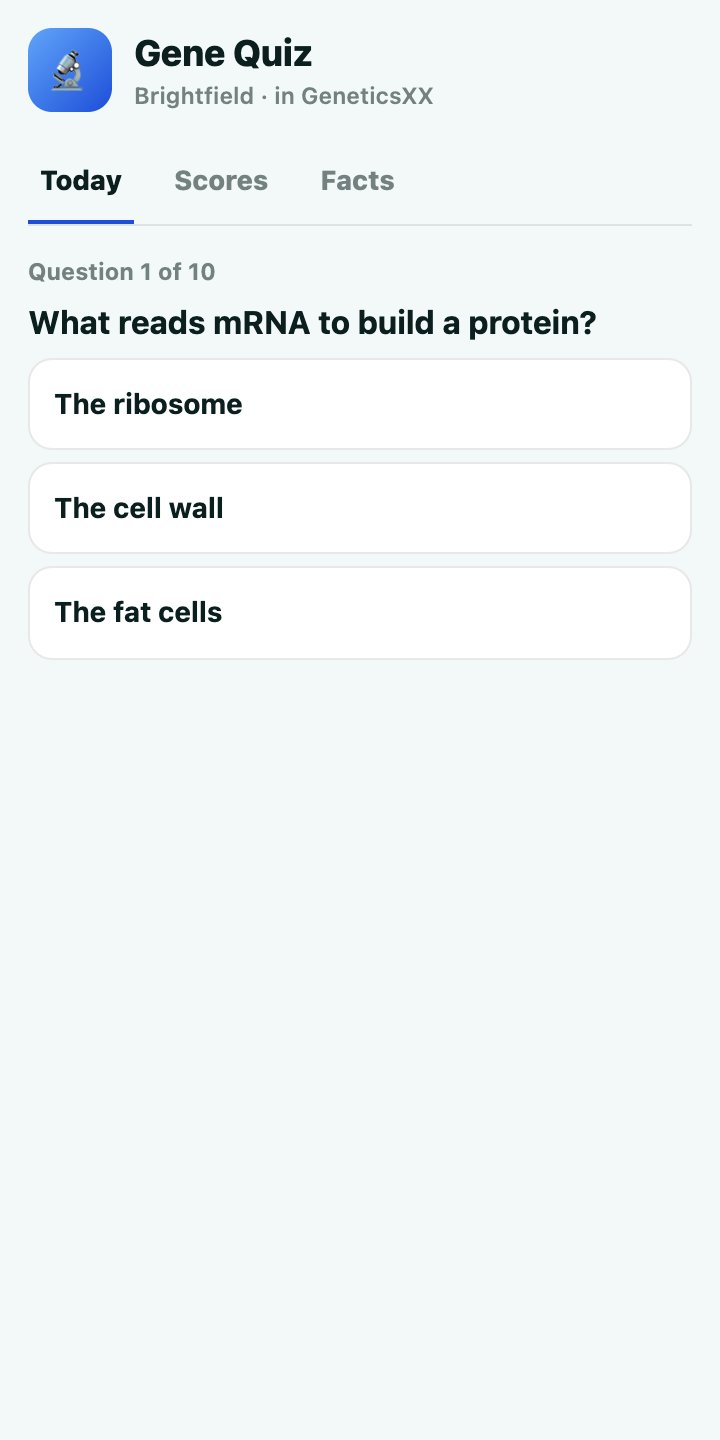 Gene Quiz
Brightfield · in GeneticsXX
Today Scores Facts
Question 1 of 10
What reads mRNA to build a protein?
The ribosome
The cell wall
The fat cells